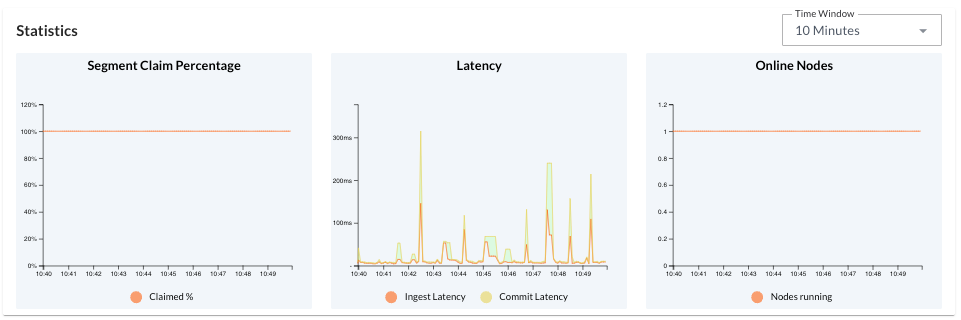 Statistics
Time Window
10 Minutes
Segment Claim Percentage
120%
100%
80%
60%
40%
20%
0%
10:40 10:41 10:42 10:43 10:44 10:45 10:46 10:47 10:48 10:49
Claimed %
Latency
300ms
200ms
100ms
-
10:40 10:41 10:42 10:43 10:44 10:45 10:46 10:47 10:48 10:49
Ingest Latency Commit Latency
Online Nodes
1.2
1
0.8
0.6
0.4
0.2
0
10:40 10:41 10:42 10:43 10:44 10:45 10:46 10:47 10:48 10:49
Nodes running